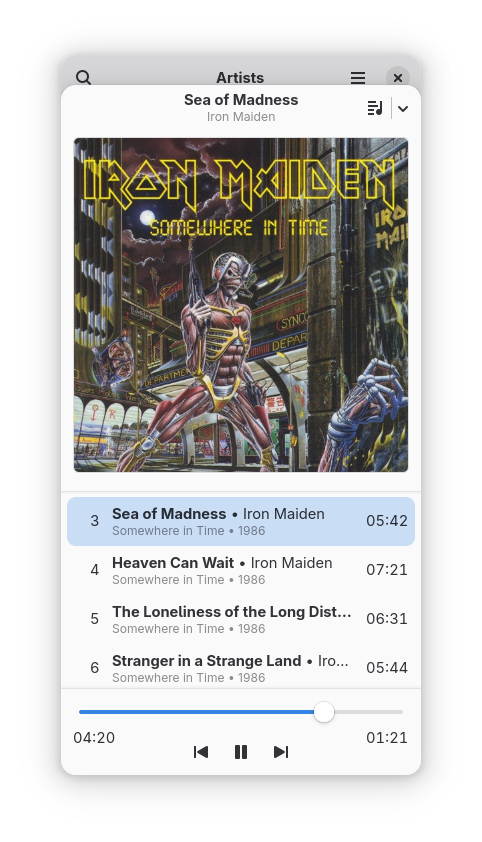 Artists
Sea of Madness
Iron Maiden
IRON MAIDEN
SOMEWHERE IN TIME
SYNC
DEPAR
DEPARTME
3 Sea of Madness • Iron Maiden 05:42
Somewhere in Time • 1986
4 Heaven Can Wait • Iron Maiden 07:21
Somewhere in Time • 1986
5 The Loneliness of the Long Dist… 06:31
Somewhere in Time • 1986
6 Stranger in a Strange Land • Iro… 05:44
Somewhere in Time • 1986
04:20 01:21